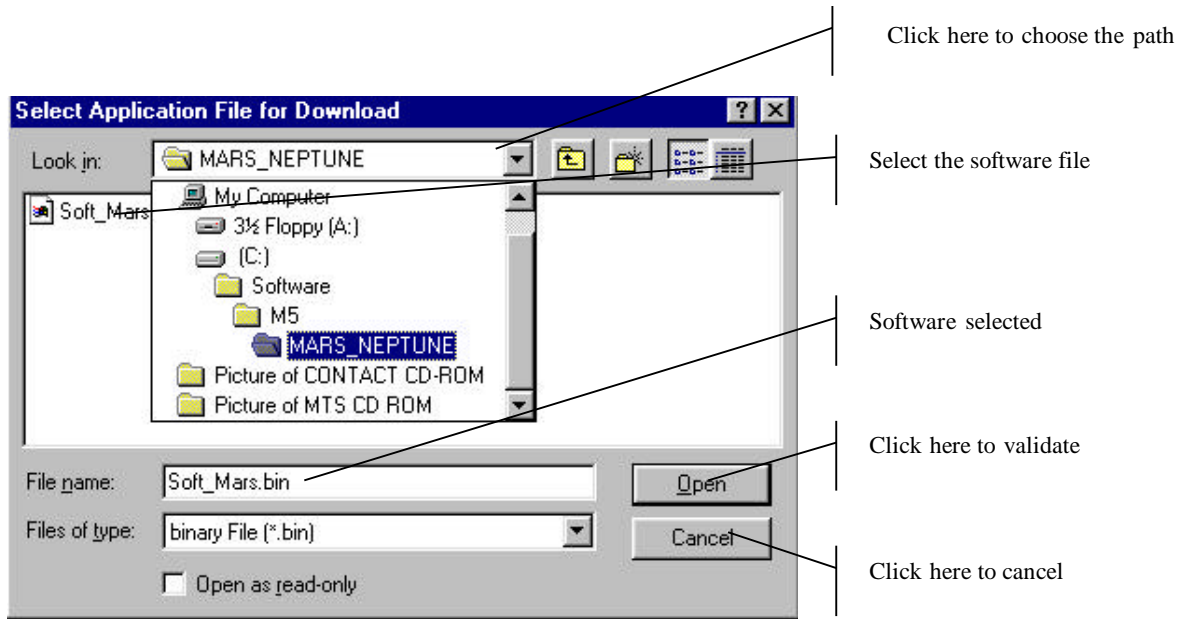 Click here to choose the path
Select Application File for Download
Look in:
MARS_NEPTUNE
Select the software file
Soft_Mars
My Computer
3½ Floppy (A:)
(C:)
Software
M5
MARS_NEPTUNE
Picture of CONTACT CD-ROM
Picture of MTS CD ROM
Software selected
Click here to validate
File name:
Soft_Mars.bin
Open
Files of type:
binary File (*.bin)
Cancel
Open as read-only
Click here to cancel